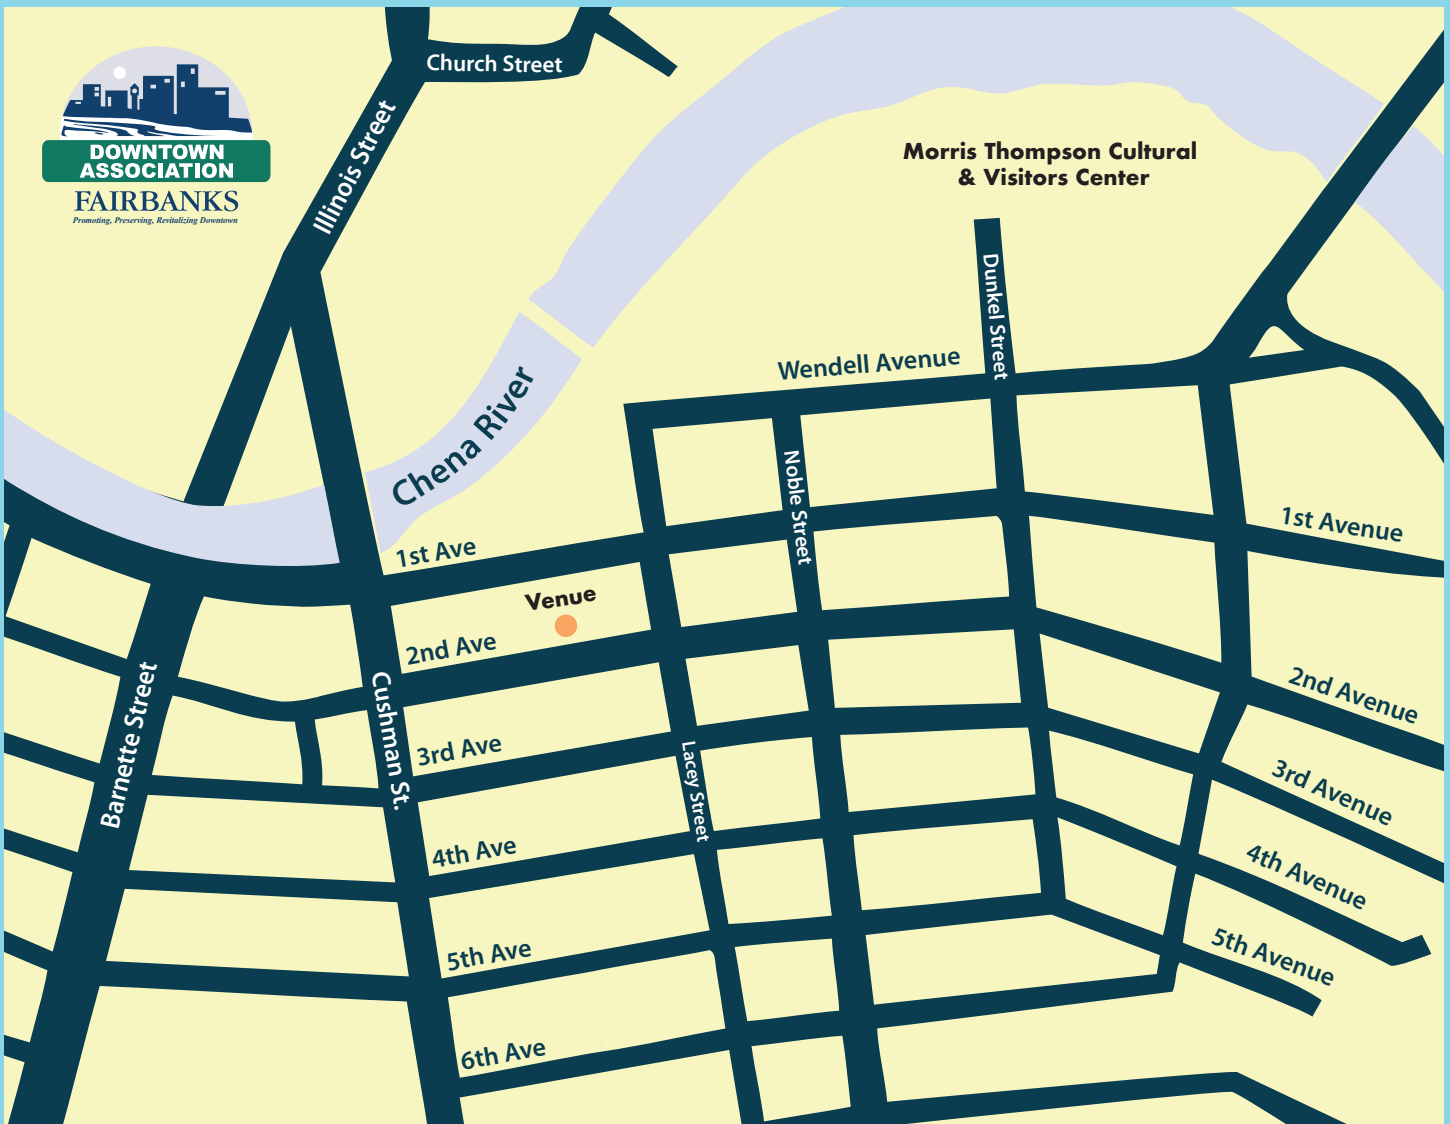 Church Street
Illinois Street
DOWNTOWN
ASSOCIATION
FAIRBANKS
Promoting, Preserving, Revitalizing Downtown
Morris Thompson Cultural
& Visitors Center
Dunkel Street
Wendell Avenue
Chena River
Noble Street
1st Avenue
1st Ave
Venue
2nd Ave
2nd Avenue
Barnette Street
Cushman St.
3rd Ave
Lacey Street
3rd Avenue
4th Ave
4th Avenue
5th Ave
5th Avenue
6th Ave